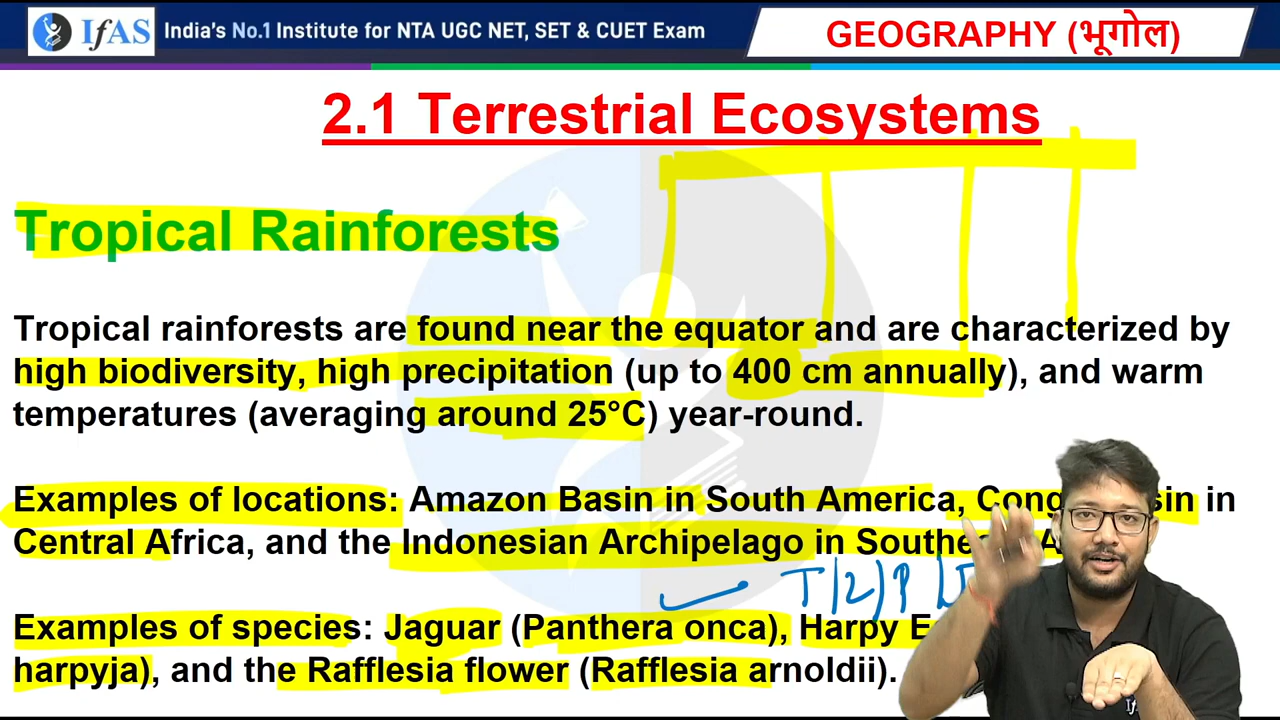 IfAS India's No.1 Institute for NTA UGC NET, SET & CUET Exam
GEOGRAPHY (भूगोल)
2.1 Terrestrial Ecosystems
Tropical Rainforests
Tropical rainforests are found near the equator and are characterized by
high biodiversity, high precipitation (up to 400 cm annually), and warm
temperatures (averaging around 25°C) year-round.
Examples of locations: Amazon Basin in South America, in
Central Africa, and the Indonesian Archipelago in
Examples of species: Jaguar (Panthera onca), Harpy
harpyja), and the Rafflesia flower (Rafflesia arnoldii).